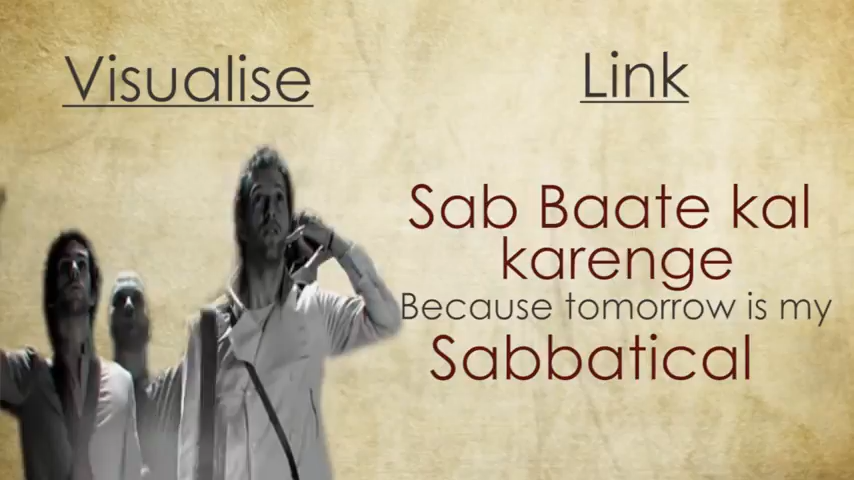 Visualise
Link
Sab Baate kal
karenge
Because tomorrow is my
Sabbatical